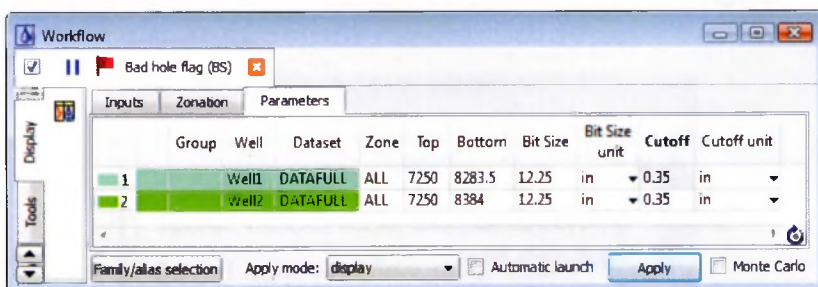 Workflow
Bad hole flag (BS)
Inputs Zonation Parameters
Display
Tools
Group Well Dataset Zone Top Bottom Bit Size Bit Size unit Cutoff Cutoff unit
1 Well1 DATAFULL ALL 7250 8283.5 12.25 in 0.35 in
2 Well2 DATAFULL ALL 7250 8384 12.25 in 0.35 in
Family/alias selection Apply mode: display Automatic launch Apply Monte Carlo